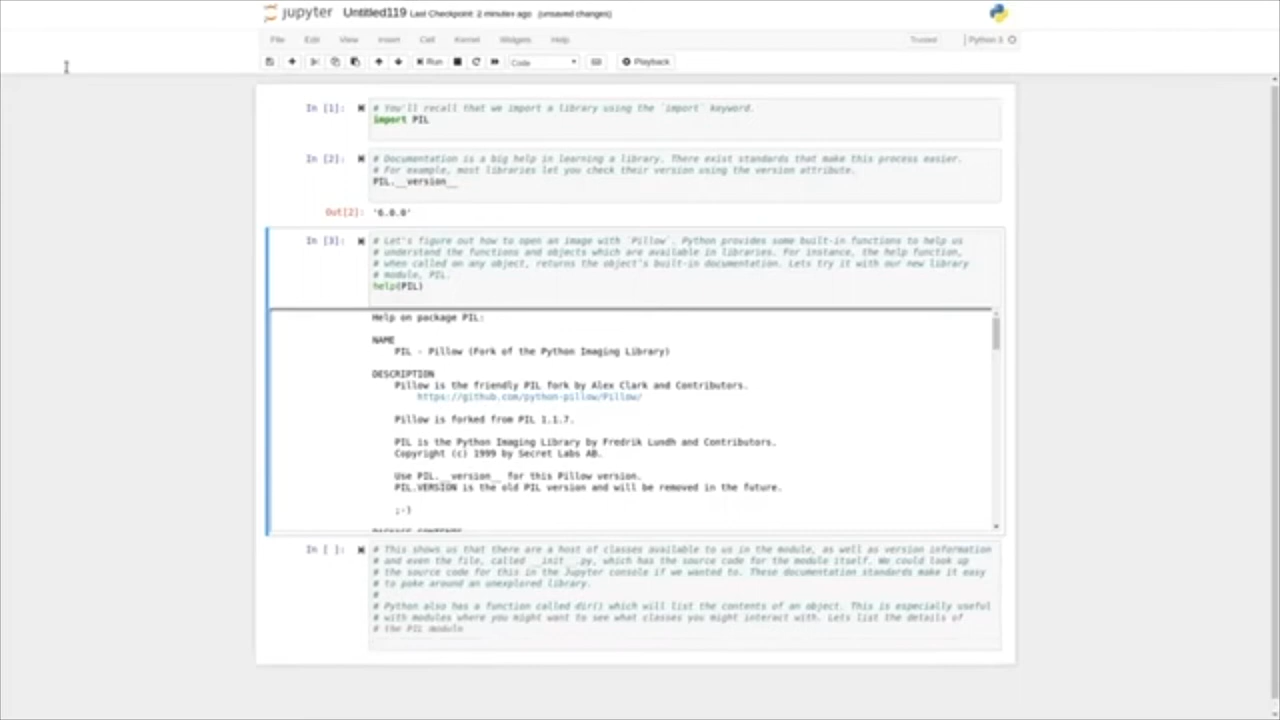 jupyter Untitled119 Last Checkpoint: 2 minutes ago (unsaved changes)
File Edit View Insert Cell Kernel Widgets Help Trusted Python 3
Run Code Playback
In [1]: # You'll recall that we import a library using the `import` keyword.
import PIL
In [2]: # Documentation is a big help in learning a library. There exist standards that make this process easier.
# For example, most libraries let you check their version using the version attribute.
PIL.__version__
Out[2]: '6.0.0'
In [3]: # Let's figure out how to open an image with `Pillow`. Python provides some built-in functions to help us
# understand the functions and objects which are available in libraries. For instance, the help function,
# when called on any object, returns the object's built-in documentation. Lets try it with our new library
# module, PIL.
help(PIL)
Help on package PIL:
NAME
PIL - Pillow (Fork of the Python Imaging Library)
DESCRIPTION
Pillow is the friendly PIL fork by Alex Clark and Contributors.
https://github.com/python-pillow/Pillow/
Pillow is forked from PIL 1.1.7.
PIL is the Python Imaging Library by Fredrik Lundh and Contributors.
Copyright (c) 1999 by Secret Labs AB.
Use PIL.__version__ for this Pillow version.
PIL.VERSION is the old PIL version and will be removed in the future.
;-)
PACKAGE CONTENTS
In [ ]: # This shows us that there are a host of classes available to us in the module, as well as version information
# and even the file, called __init__.py, which has the source code for the module itself. We could look up
# the source code for this in the Jupyter console if we wanted to. These documentation standards make it easy
# to poke around an unexplored library.
#
# Python also has a function called dir() which will list the contents of an object. This is especially useful
# with modules where you might want to see what classes you might interact with. Lets list the details of
# the PIL module